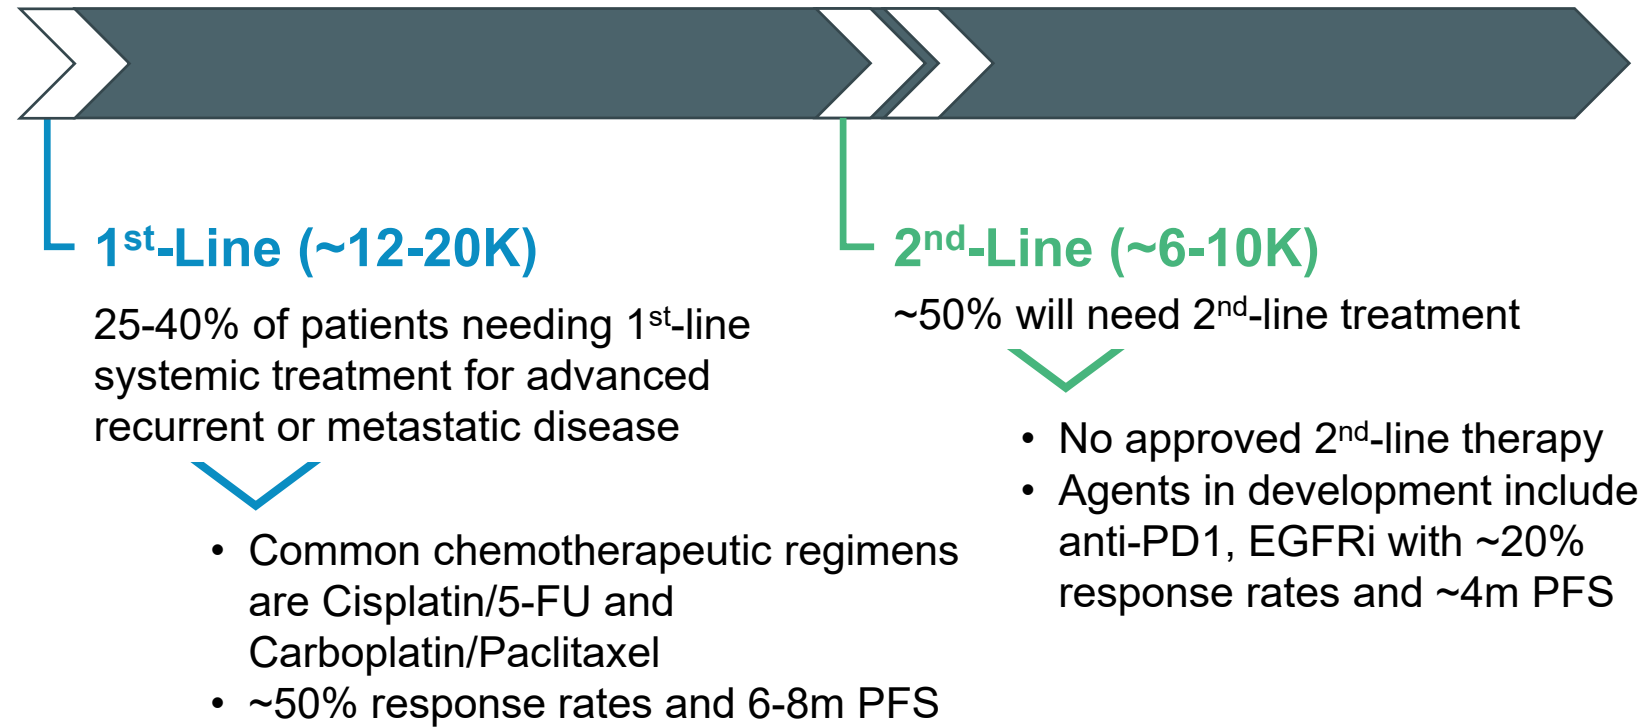 1st-Line (~12-20K)
25-40% of patients needing 1st-line
systemic treatment for advanced
recurrent or metastatic disease
• Common chemotherapeutic regimens
are Cisplatin/5-FU and
Carboplatin/Paclitaxel
• ~50% response rates and 6-8m PFS
2nd-Line (~6-10K)
~50% will need 2nd-line treatment
• No approved 2nd-line therapy
• Agents in development include
anti-PD1, EGFRi with ~20%
response rates and ~4m PFS